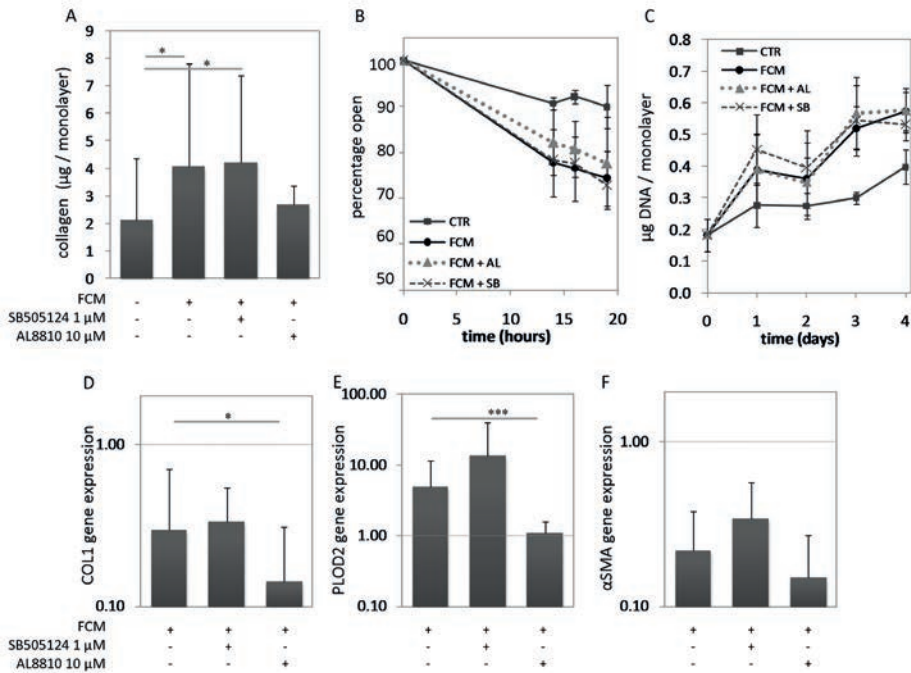 A
B
C
collagen (µg / monolayer)
9
8
7
6
5
4
3
2
1
0
*
*
FCM - + + +
SB505124 1 µM - - + -
AL8810 10 µM - - - +
percentage open
100
90
80
70
60
50
CTR
FCM
FCM + AL
FCM + SB
0 5 10 15 20
time (hours)
µg DNA / monolayer
0.8
0.7
0.6
0.5
0.4
0.3
0.2
0.1
0.0
CTR
FCM
FCM + AL
FCM + SB
0 1 2 3 4
time (days)
D
E
F
COL1 gene expression
1.00
0.10
*
FCM + + +
SB505124 1 µM - + -
AL8810 10 µM - - +
PLOD2 gene expression
100.00
10.00
1.00
0.10
***
+ + +
- + -
- - +
αSMA gene expression
1.00
0.10
+ + +
- + -
- - +